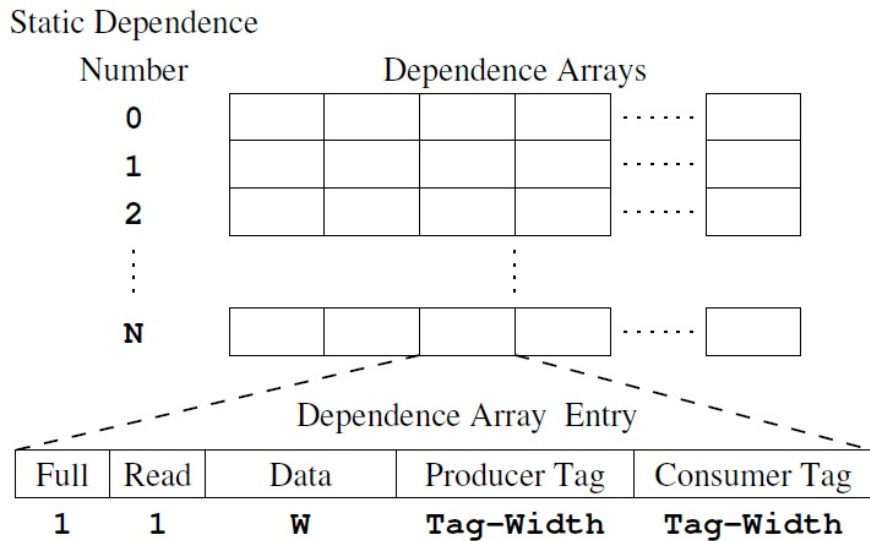 Static Dependence
Number Dependence Arrays
0
1
2
N
Dependence Array Entry
Full Read Data Producer Tag Consumer Tag
1 1 W Tag-Width Tag-Width